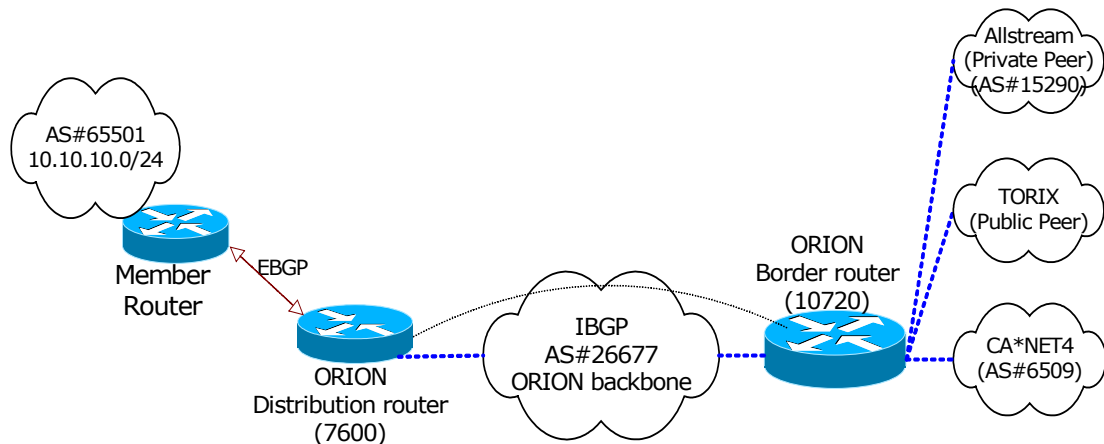 AS#65501
10.10.10.0/24
Member
Router
EBGP
ORION
Distribution router
(7600)
IBGP
AS#26677
ORION backbone
ORION
Border router
(10720)
Allstream
(Private Peer)
(AS#15290)
TORIX
(Public Peer)
CA*NET4
(AS#6509)